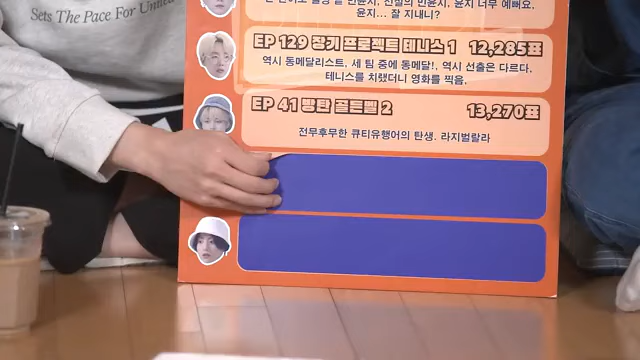 Sets The Pace For United
윤지... 잘 지내니?
EP 129 장기 프로젝트 테니스 1 12,285표
역시 동메달리스트, 세 팀 중에 동메달!, 역시 선출은 다르다.
테니스를 치랬더니 영화를 찍음.
EP 41 방탄 골든벨 2 13,270표
전무후무한 큐티유행어의 탄생. 라지벌랄라